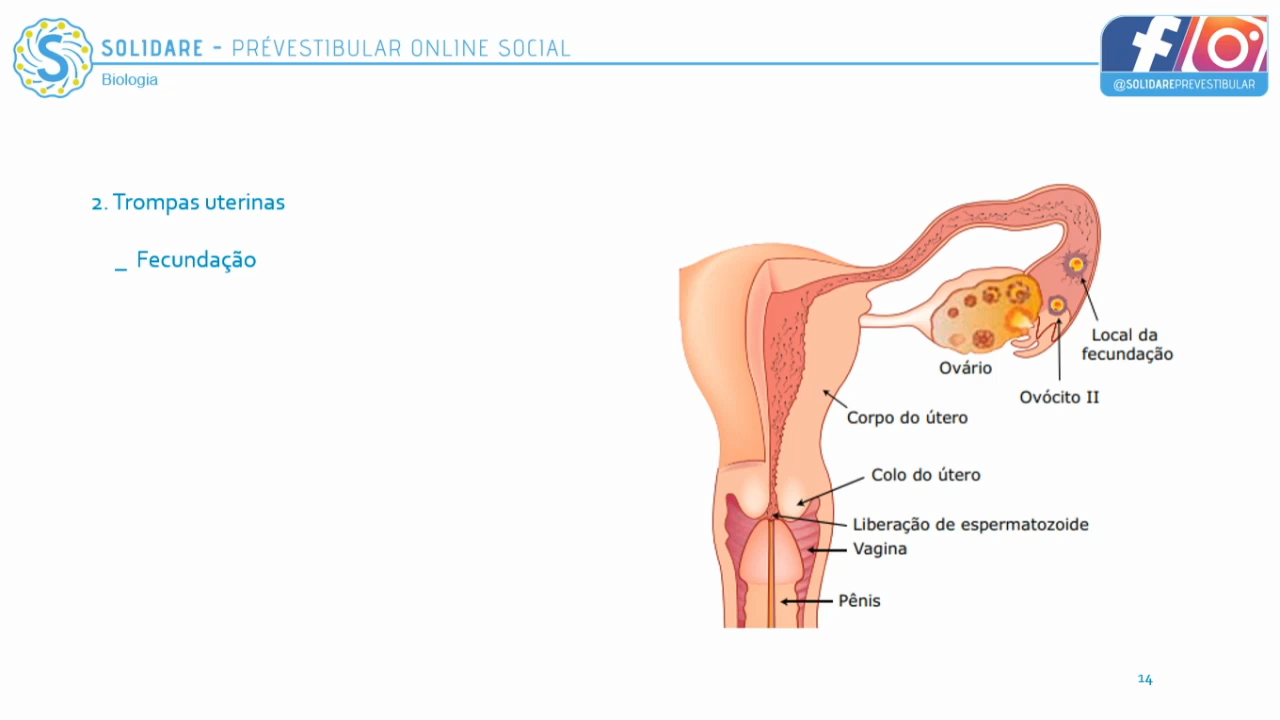 SOLIDARE – PRÉVESTIBULAR ONLINE SOCIAL
Biologia
@SOLIDAREPREVESTIBULAR
2. Trompas uterinas
_ Fecundação
Local da
fecundação
Ovário
Ovócito II
Corpo do útero
Colo do útero
Liberação de espermatozoide
Vagina
Pênis
14